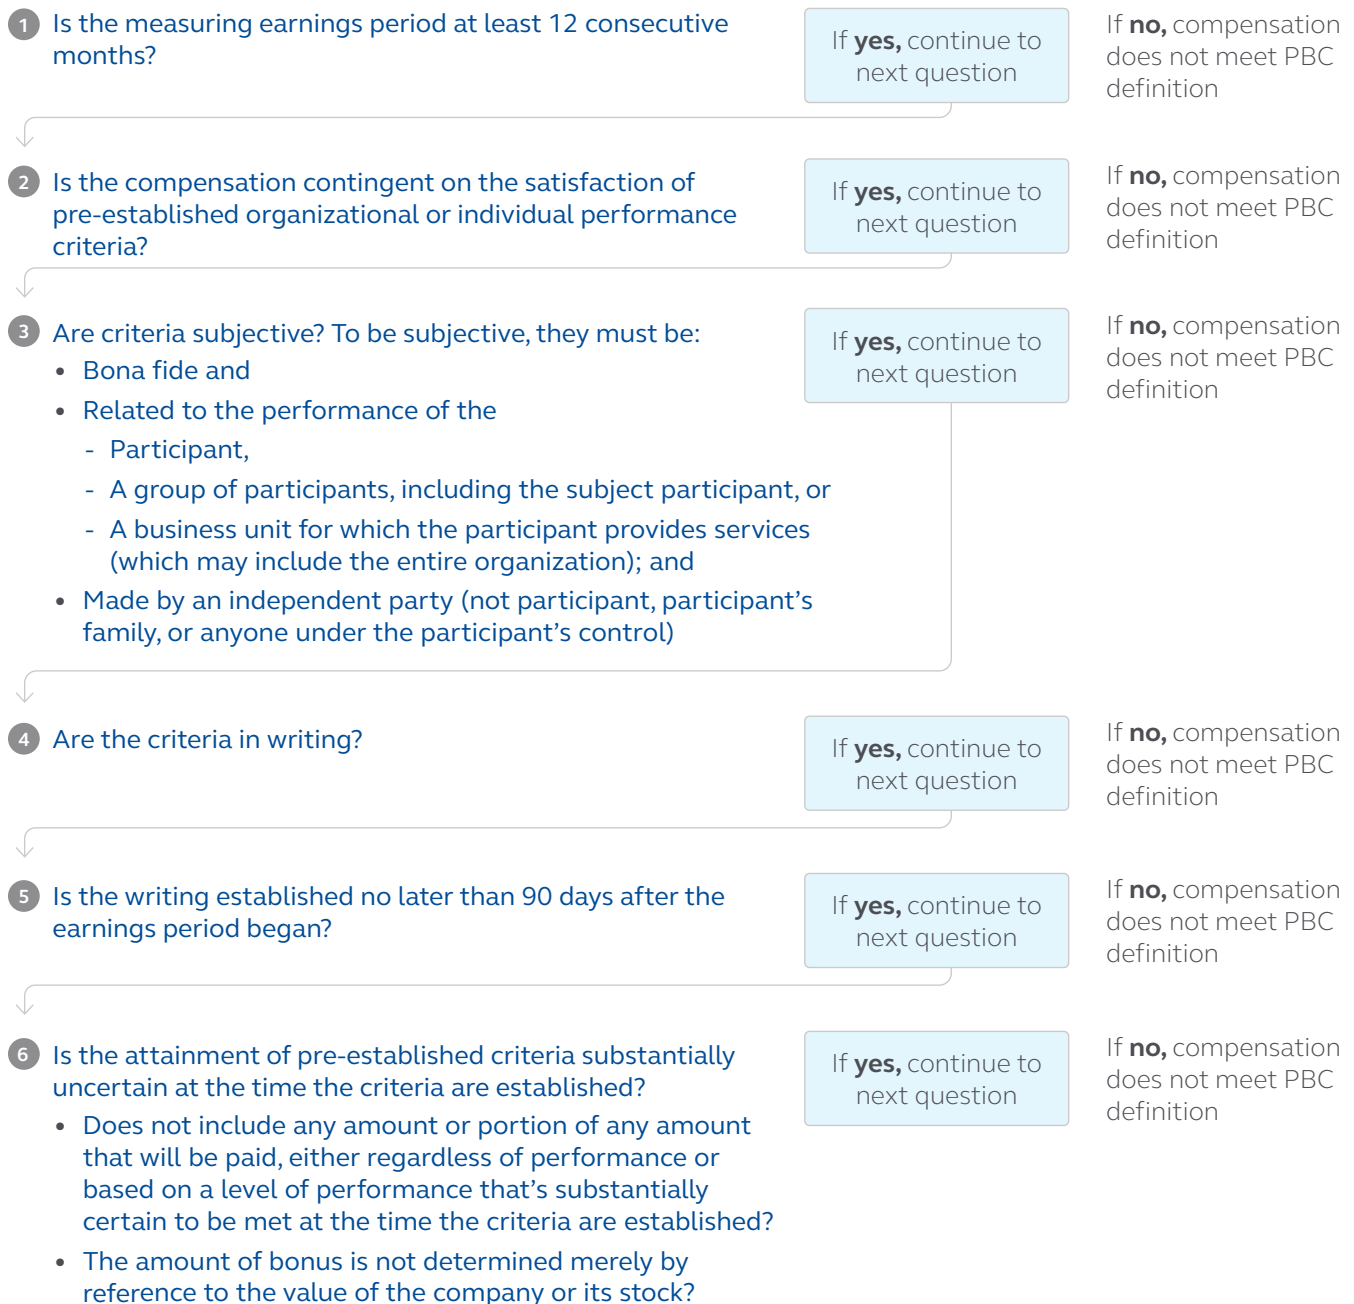 1 Is the measuring earnings period at least 12 consecutive
months?
If yes, continue to
next question
If no, compensation
does not meet PBC
definition
2 Is the compensation contingent on the satisfaction of
pre-established organizational or individual performance
criteria?
If yes, continue to
next question
If no, compensation
does not meet PBC
definition
3 Are criteria subjective? To be subjective, they must be:
• Bona fide and
• Related to the performance of the
- Participant,
- A group of participants, including the subject participant, or
- A business unit for which the participant provides services
(which may include the entire organization); and
• Made by an independent party (not participant, participant’s
family, or anyone under the participant’s control)
If yes, continue to
next question
If no, compensation
does not meet PBC
definition
4 Are the criteria in writing?
If yes, continue to
next question
If no, compensation
does not meet PBC
definition
5 Is the writing established no later than 90 days after the
earnings period began?
If yes, continue to
next question
If no, compensation
does not meet PBC
definition
6 Is the attainment of pre-established criteria substantially
uncertain at the time the criteria are established?
• Does not include any amount or portion of any amount
that will be paid, either regardless of performance or
based on a level of performance that’s substantially
certain to be met at the time the criteria are established?
• The amount of bonus is not determined merely by
reference to the value of the company or its stock?
If yes, continue to
next question
If no, compensation
does not meet PBC
definition